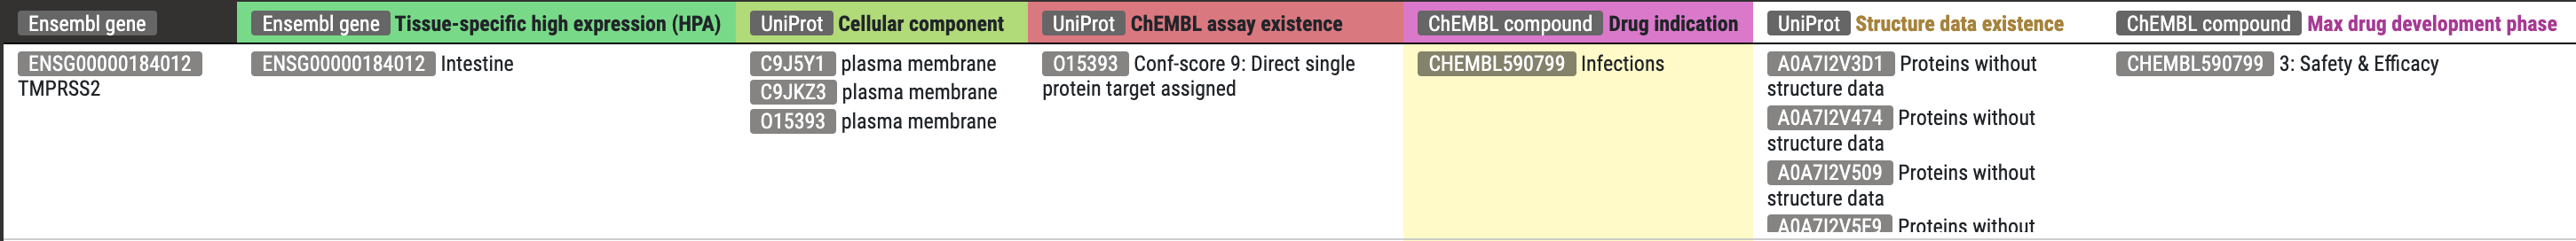 Ensembl gene
Ensembl gene Tissue-specific high expression (HPA)
UniProt Cellular component
UniProt ChEMBL assay existence
ChEMBL compound Drug indication
UniProt Structure data existence
ChEMBL compound Max drug development phase
ENSG00000184012
TMPRSS2
ENSG00000184012 Intestine
C9J5Y1 plasma membrane
C9JKZ3 plasma membrane
O15393 plasma membrane
O15393 Conf-score 9: Direct single
protein target assigned
CHEMBL590799 Infections
A0A7I2V3D1 Proteins without
structure data
A0A7I2V474 Proteins without
structure data
A0A7I2V509 Proteins without
structure data
A0A7I2V5F9 Proteins without
CHEMBL590799 3: Safety & Efficacy